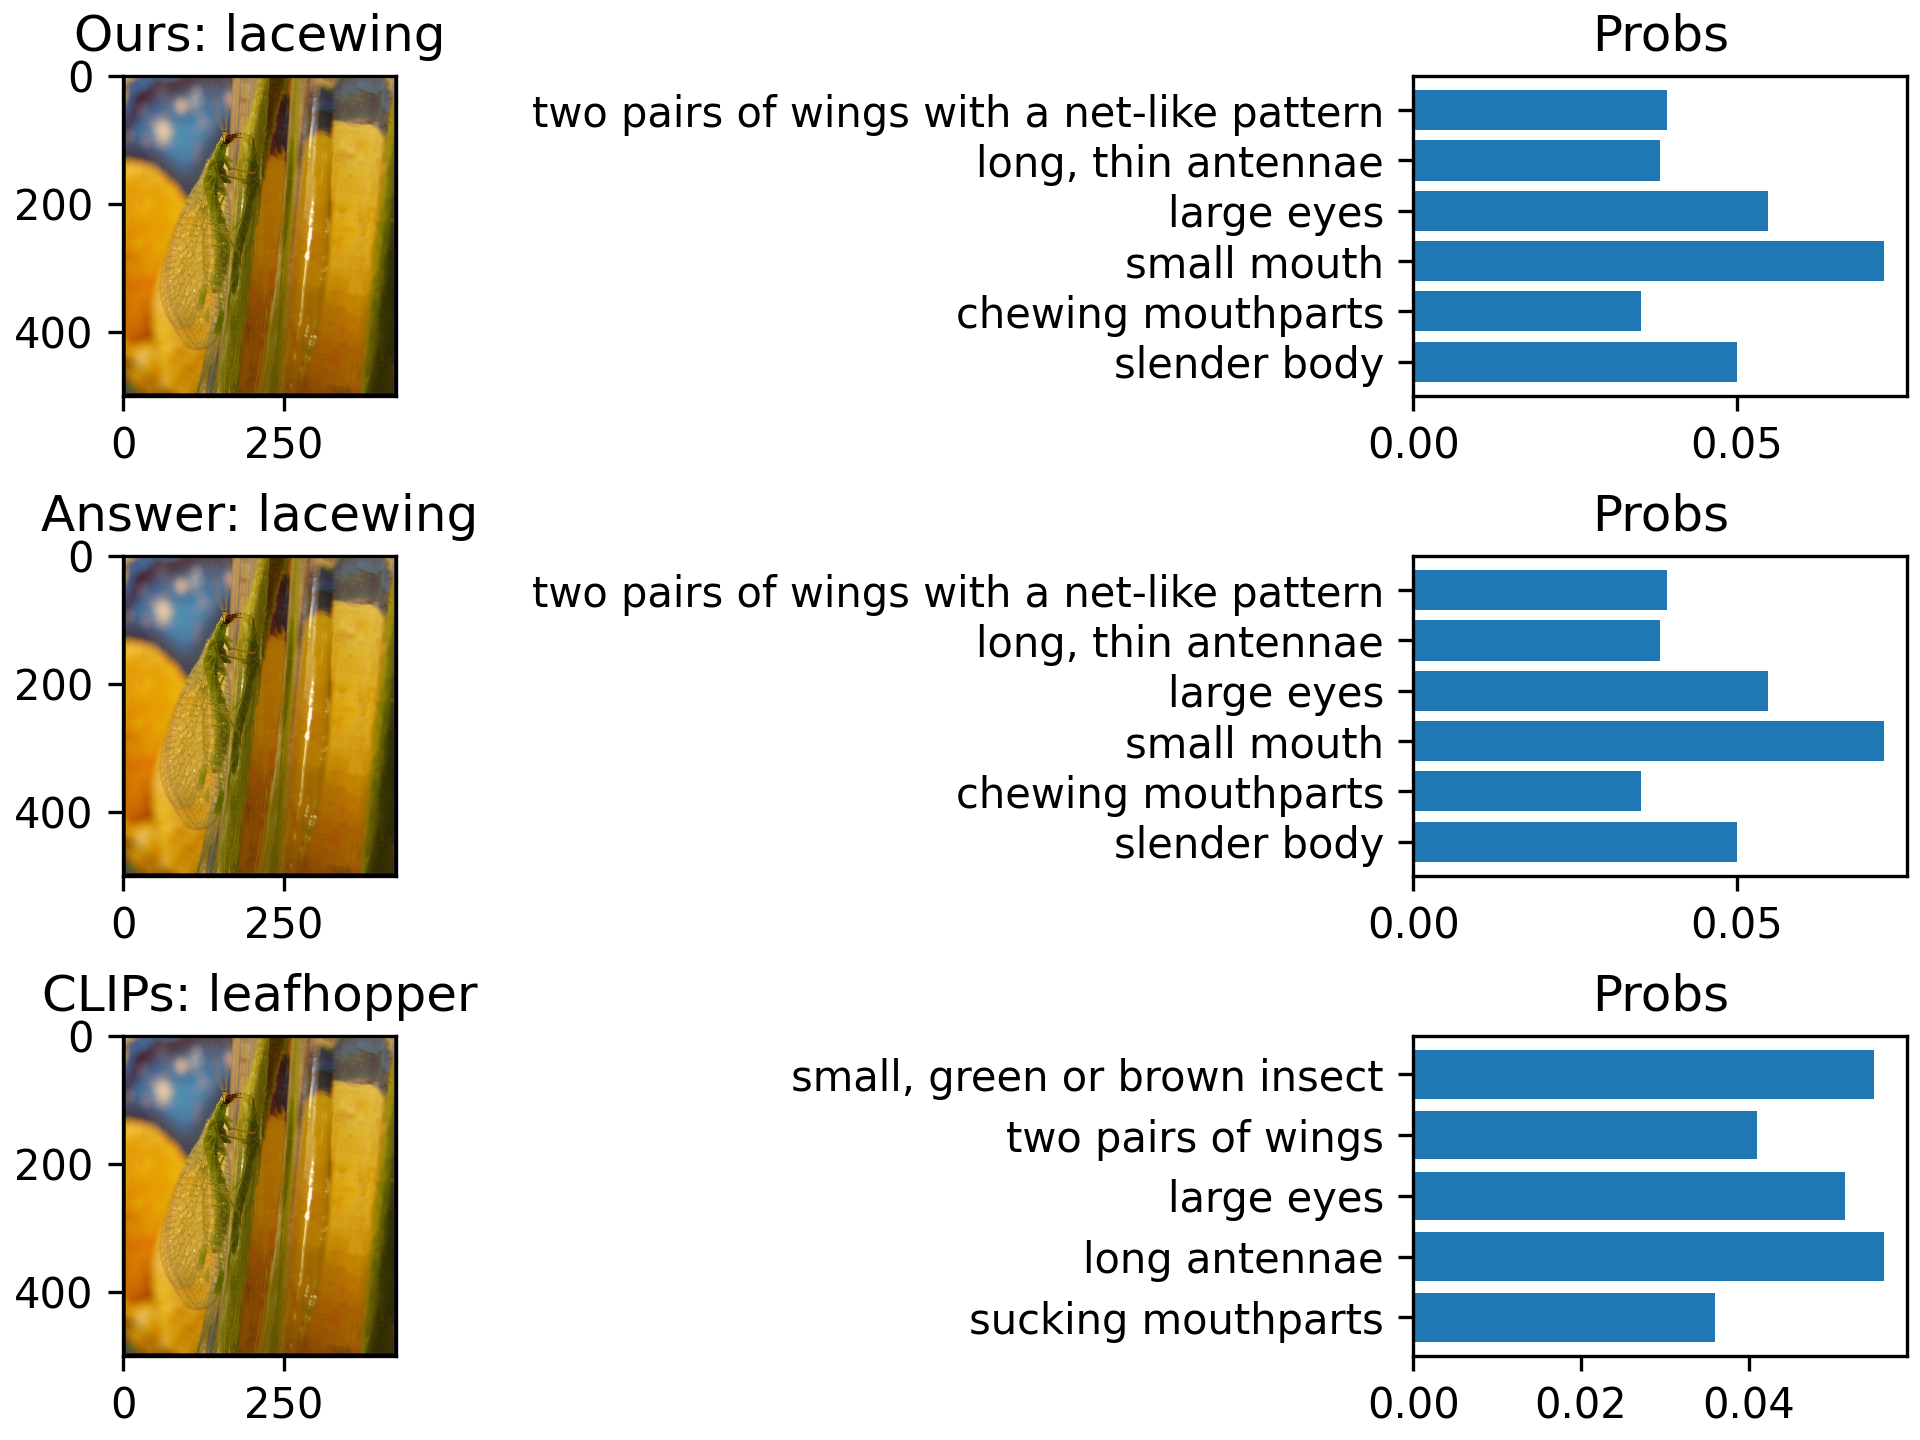 Ours: lacewing
0
200
400
0 250
Probs
two pairs of wings with a net-like pattern
long, thin antennae
large eyes
small mouth
chewing mouthparts
slender body
0.00 0.05
Answer: lacewing
0
200
400
0 250
Probs
two pairs of wings with a net-like pattern
long, thin antennae
large eyes
small mouth
chewing mouthparts
slender body
0.00 0.05
CLIPs: leafhopper
0
200
400
0 250
Probs
small, green or brown insect
two pairs of wings
large eyes
long antennae
sucking mouthparts
0.00 0.02 0.04